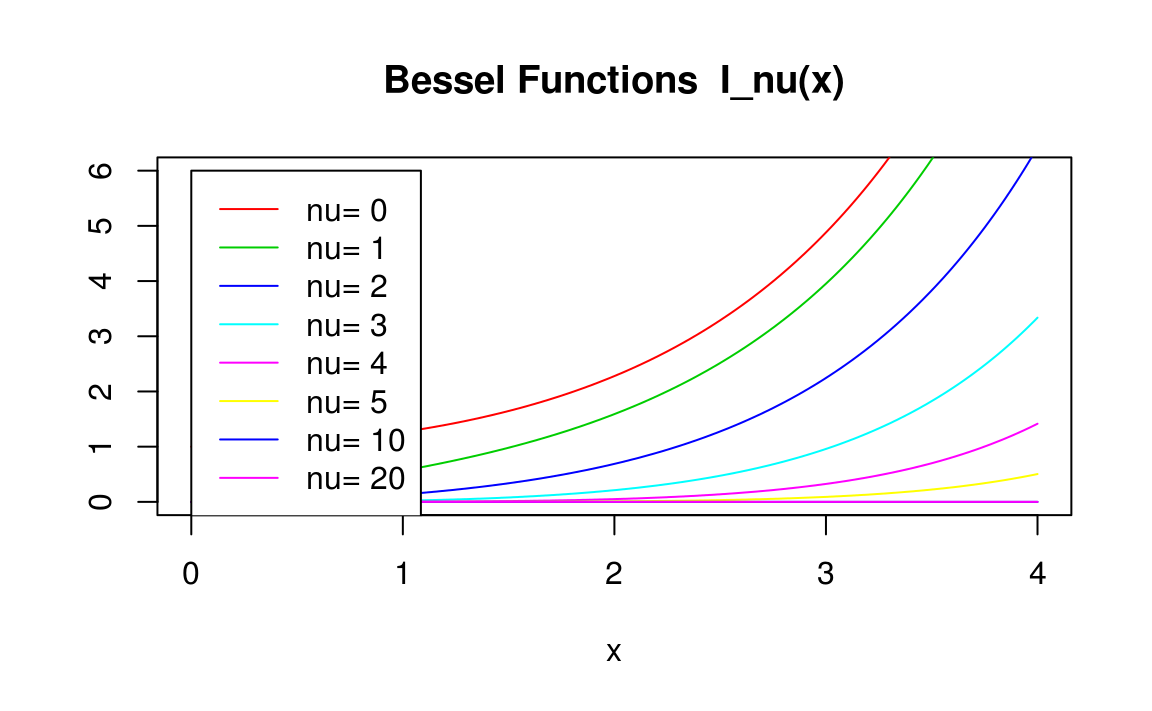 Bessel Functions  I_nu(x)
6
5
4
3
2
1
0
nu= 0
nu= 1
nu= 2
nu= 3
nu= 4
nu= 5
nu= 10
nu= 20
0 1 2 3 4
x